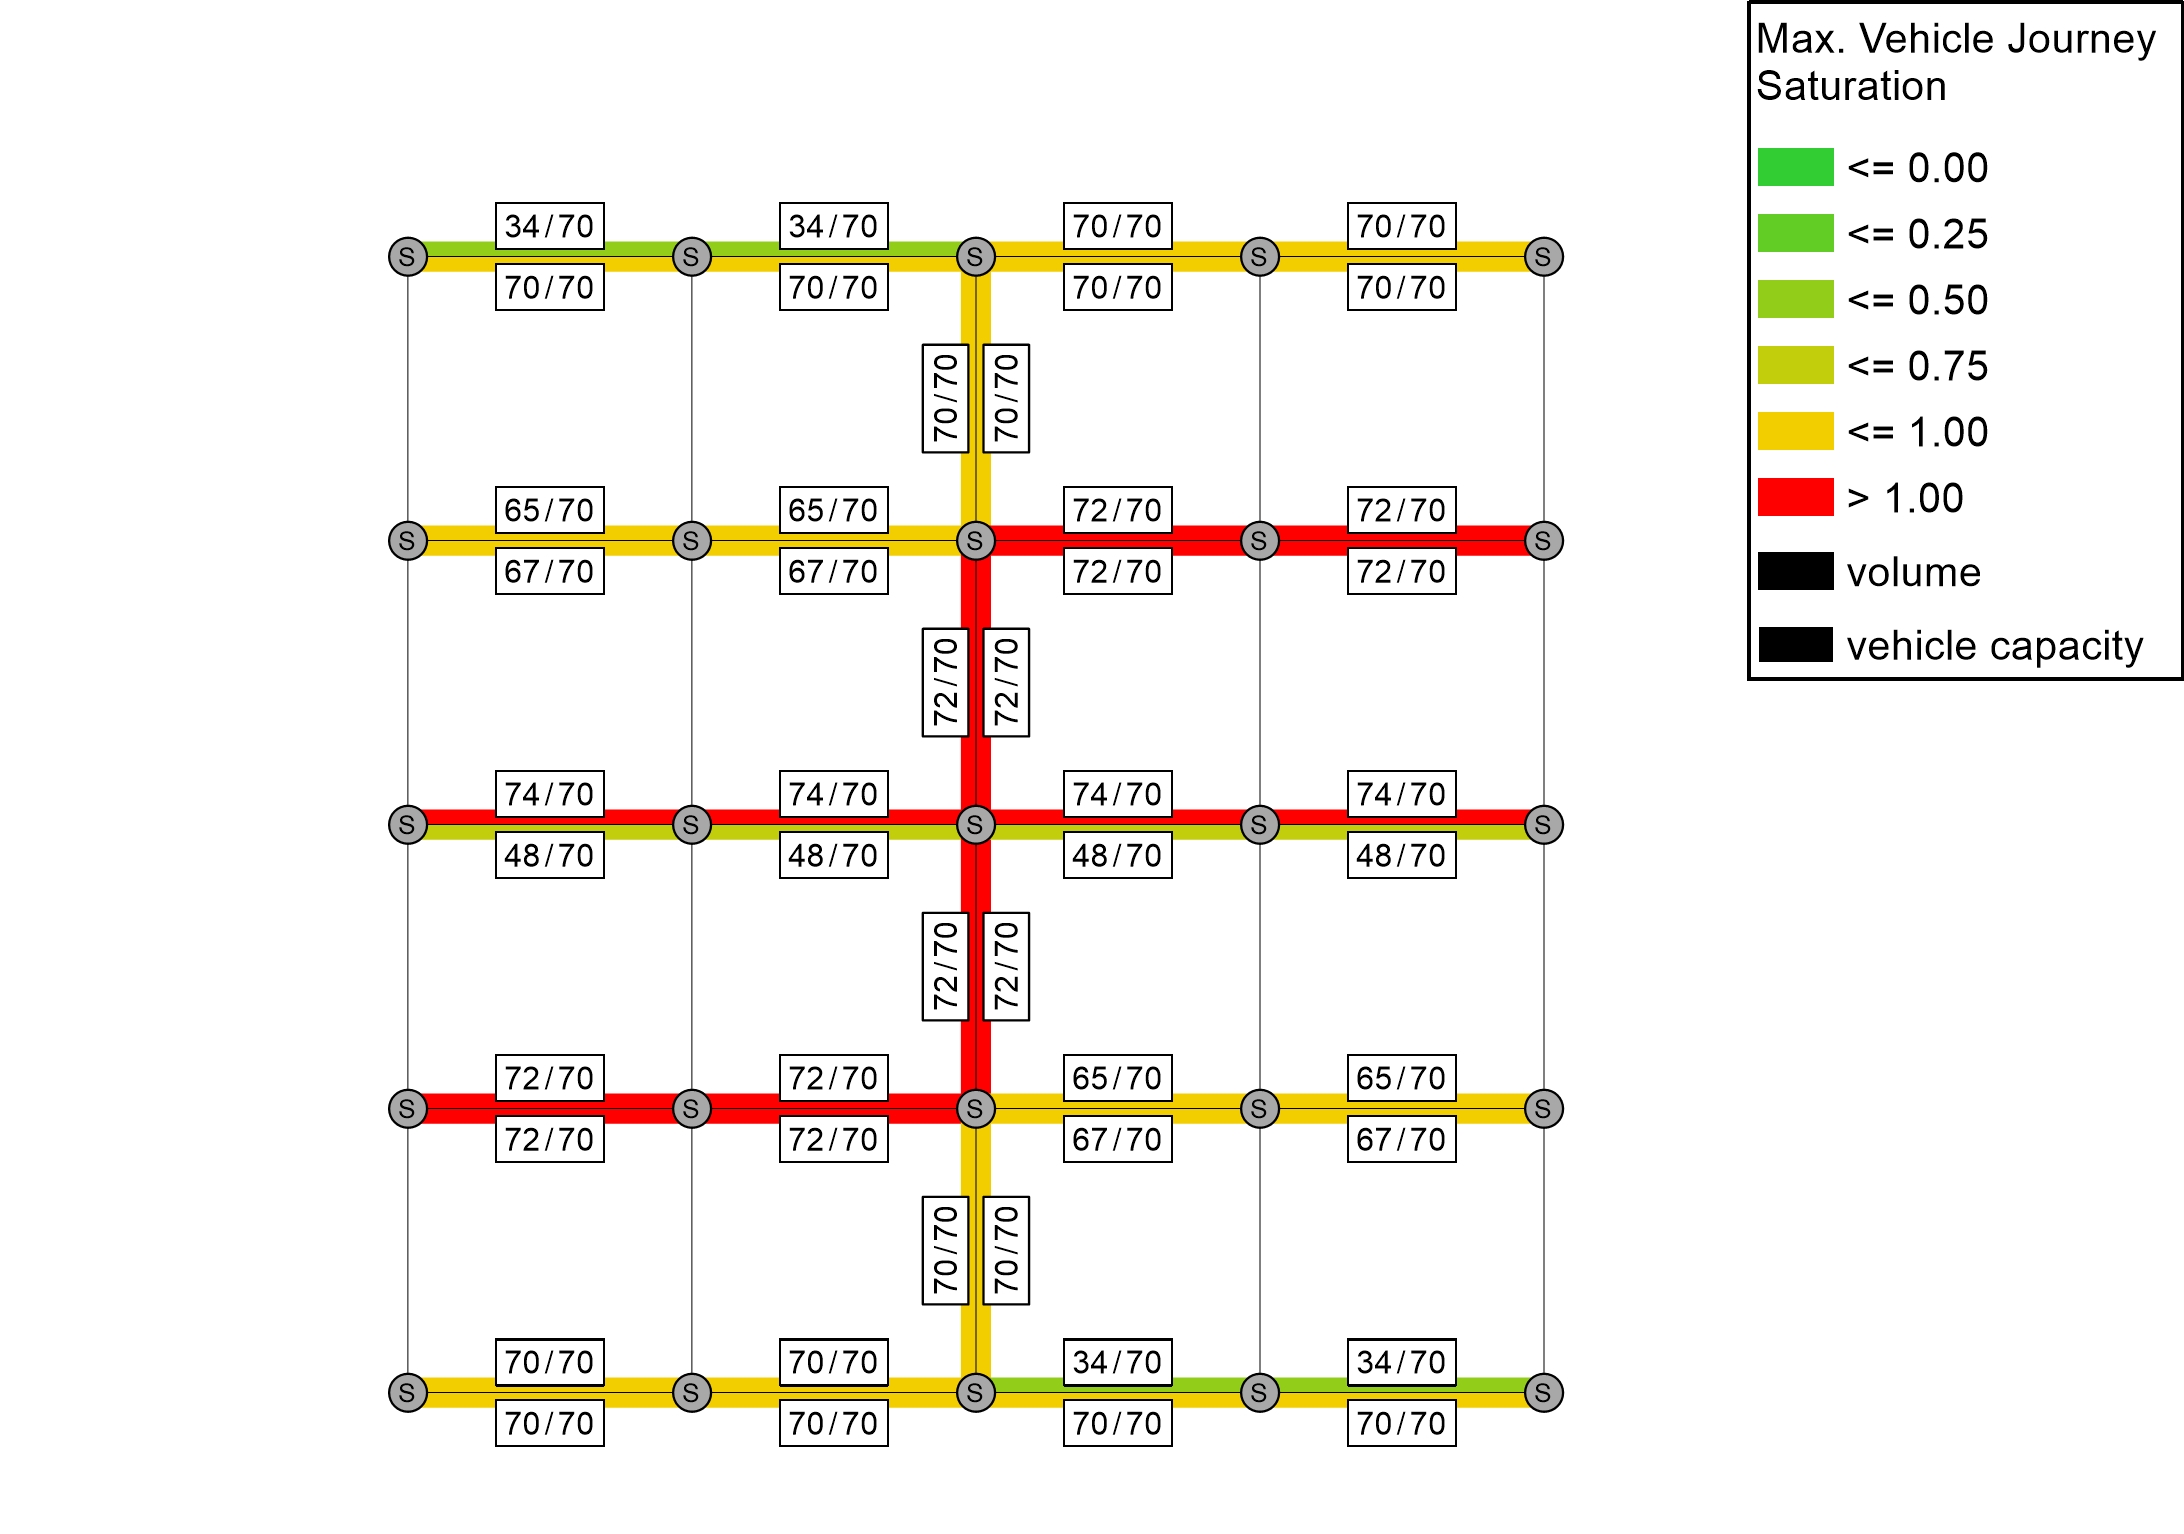 Max. Vehicle Journey
Saturation
<= 0.00
<= 0.25
<= 0.50
<= 0.75
<= 1.00
> 1.00
volume
vehicle capacity
34/70 34/70 70/70 70/70
S S S S S
70/70 70/70 70/70 70/70
70/70 70/70
65/70 65/70 72/70 72/70
S S S S S
67/70 67/70 72/70 72/70
72/70 72/70
74/70 74/70 74/70 74/70
S S S S S
48/70 48/70 48/70 48/70
72/70 72/70
72/70 72/70 65/70 65/70
S S S S S
72/70 72/70 67/70 67/70
70/70 70/70
70/70 70/70 34/70 34/70
S S S S S
70/70 70/70 70/70 70/70